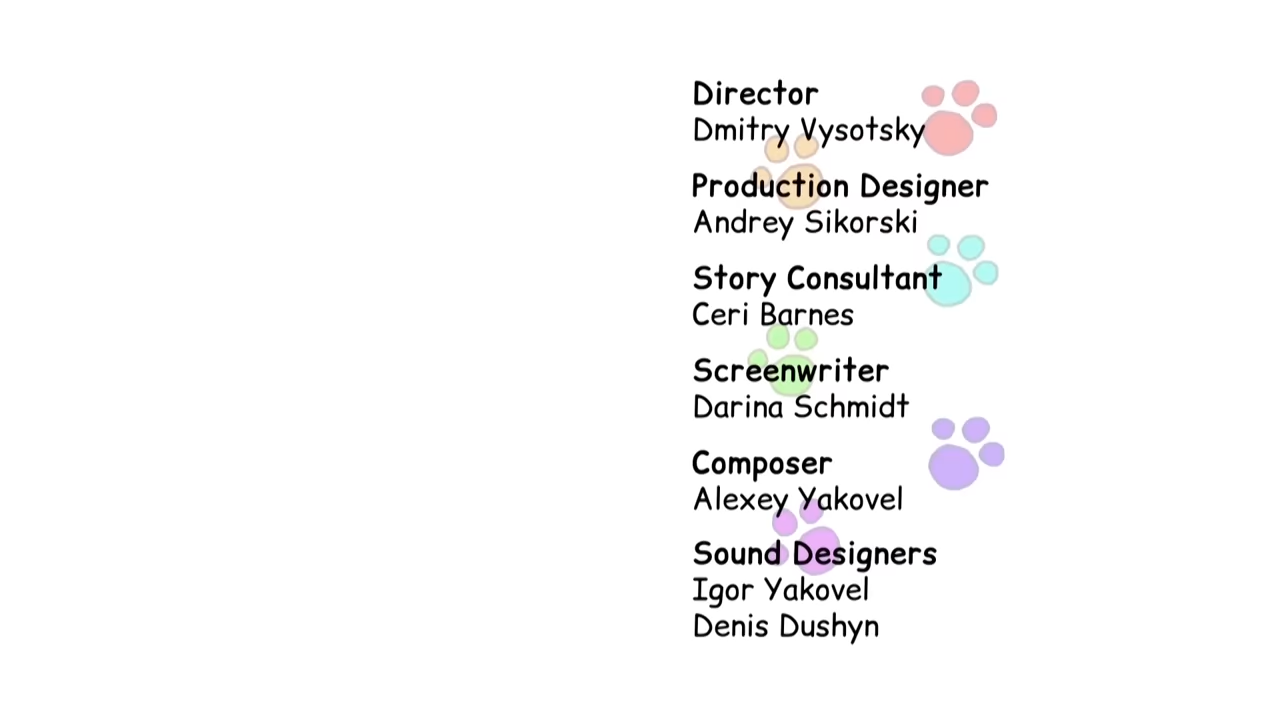 Director
Dmitry Vysotsky
Production Designer
Andrey Sikorski
Story Consultant
Ceri Barnes
Screenwriter
Darina Schmidt
Composer
Alexey Yakovel
Sound Designers
Igor Yakovel
Denis Dushyn